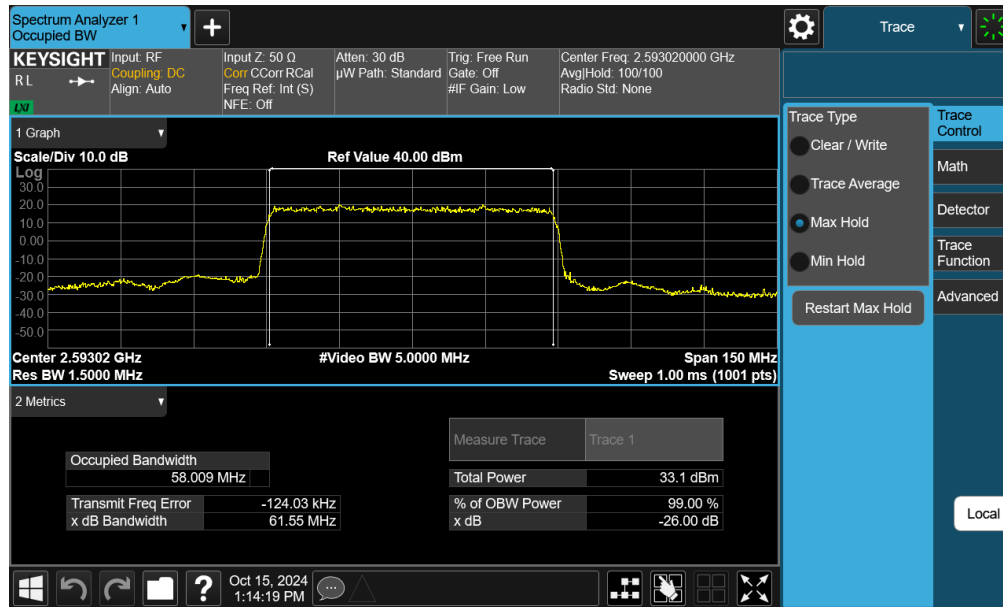 Spectrum Analyzer 1
Occupied BW
Trace
KEYSIGHT
R L
LXI
Input: RF
Coupling: DC
Align: Auto
Input Z: 50 Ω
Corr CCorr RCal
Freq Ref: Int (S)
NFE: Off
Atten: 30 dB
µW Path: Standard
Trig: Free Run
Gate: Off
#IF Gain: Low
Center Freq: 2.593020000 GHz
Avg|Hold: 100/100
Radio Std: None
1 Graph
Scale/Div 10.0 dB
Ref Value 40.00 dBm
Log
30.0
20.0
10.0
0.00
-10.0
-20.0
-30.0
-40.0
-50.0
Center 2.59302 GHz
#Video BW 5.0000 MHz
Span 150 MHz
Res BW 1.5000 MHz
Sweep 1.00 ms (1001 pts)
2 Metrics
Measure Trace
Trace 1
Occupied Bandwidth
58.009 MHz
Total Power
33.1 dBm
Transmit Freq Error
-124.03 kHz
% of OBW Power
99.00 %
x dB Bandwidth
61.55 MHz
x dB
-26.00 dB
Trace Type
Clear / Write
Trace Average
Max Hold
Min Hold
Restart Max Hold
Trace
Control
Math
Detector
Trace
Function
Advanced
Local
?
Oct 15, 2024
1:14:19 PM